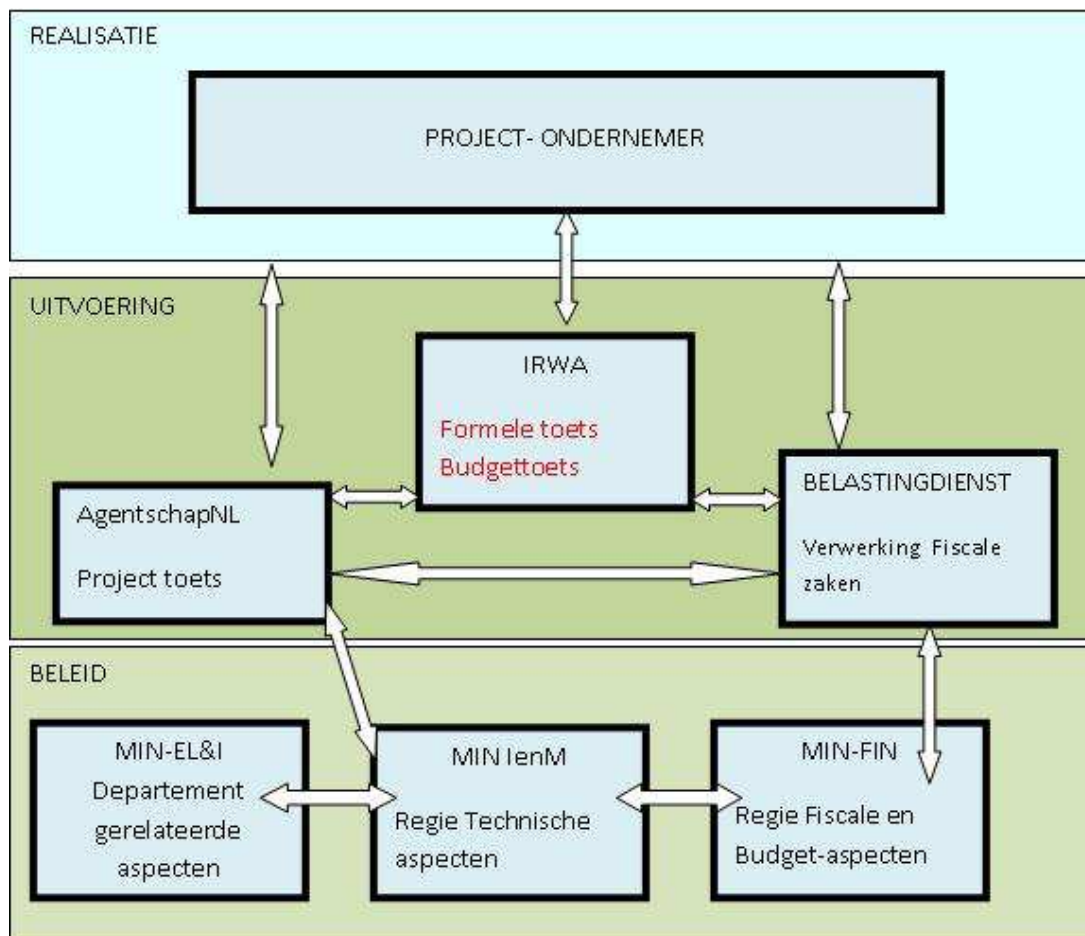 REALISATIE
PROJECT- ONDERNEMER
UITVOERING
IRWA
Formele toets
Budgettoets
AgentschapNL
Project toets
BELASTINGDIENST
Verwerking Fiscale
zaken
BELEID
MIN-EL&I
Departement
gerelateerde
aspecten
MIN IenM
Regie Technische
aspecten
MIN-FIN
Regie Fiscale en
Budget-aspecten